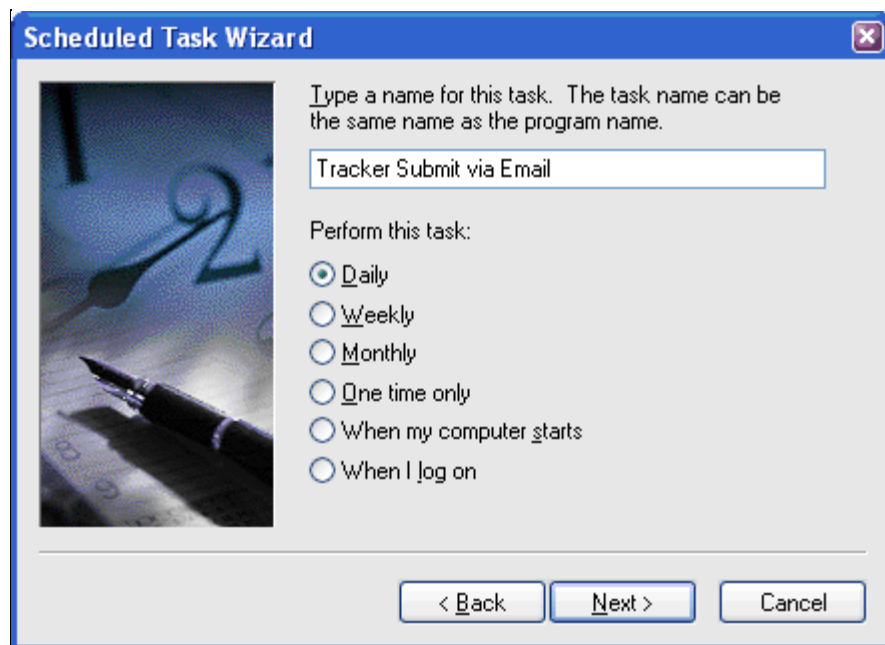 Scheduled Task Wizard
Type a name for this task. The task name can be
the same name as the program name.
Tracker Submit via Email
Perform this task:
Daily
Weekly
Monthly
One time only
When my computer starts
When I log on
< Back
Next >
Cancel